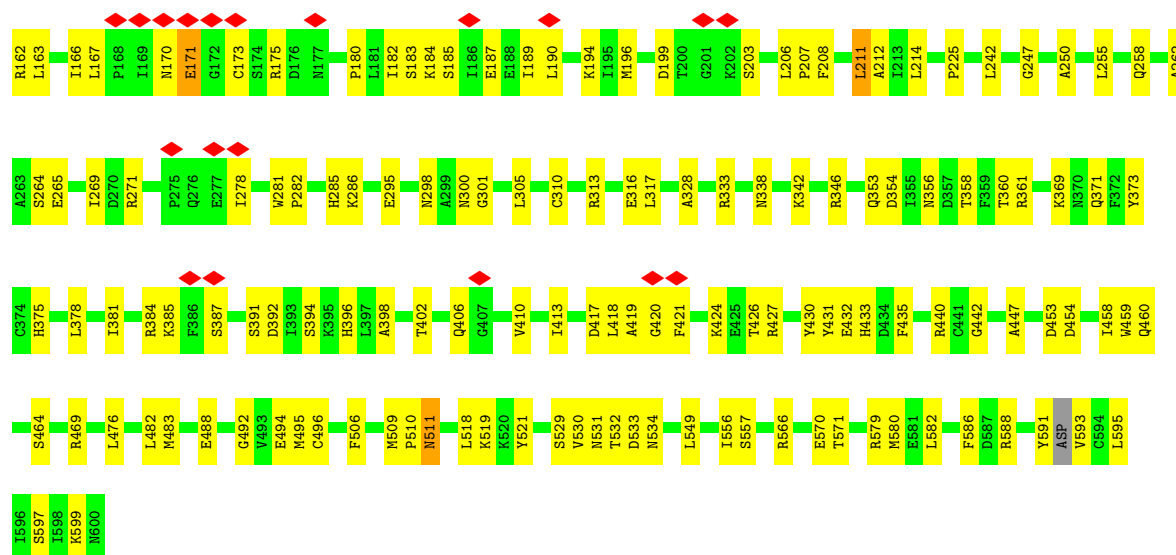 R162 L163 I166 L167 P168 I169 N170 E171 G172 C173 S174 R175 D176 N177 P180 L181 I182 S183 K184 S185 I186 E187 E188 I189 L190 K194 I195 M196 D199 T200 G201 K202 S203 L206 P207 F208 L211 A212 I213 L214 P225 L242 G247 A250 L255 Q258
A263 S264 E265 I269 D270 R271 P275 Q276 E277 I278 W281 P282 H285 K286 E295 N298 A299 N300 G301 L305 C310 R313 E316 L317 A328 R333 N338 K342 R346 Q353 D354 I355 N356 D357 T358 F359 T360 R361 K369 N370 Q371 F372 Y373
C374 H375 L378 I381 R384 K385 F386 S387 S391 D392 I393 S394 K395 H396 L397 A398 T402 Q406 G407 V410 I413 D417 L418 A419 G420 F421 K424 E425 T426 R427 Y430 Y431 E432 H433 D434 F435 R440 C441 G442 A447 D453 D454 I458 W459 Q460
S464 R469 L476 L482 M483 E488 G492 V493 E494 M495 C496 F506 M509 P510 N511 L518 K519 K520 Y521 S529 V530 N531 T532 D533 N534 L549 I556 S557 R566 E570 T571 R579 M580 E581 L582 F586 D587 R588 Y591 ASP V593 C594 L595
I596 S597 I598 K599 N600